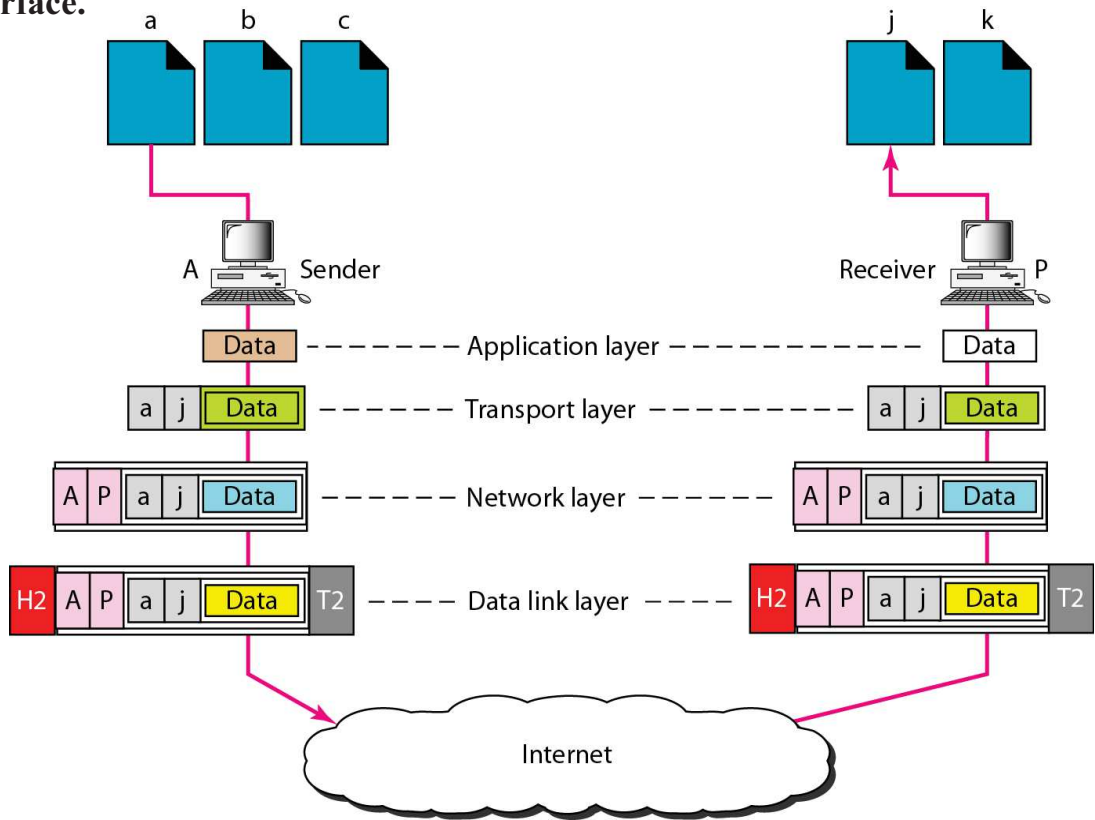 rface.
a b c j k
A Sender Receiver P
Data Application layer Data
a j Data Transport layer a j Data
A P a j Data Network layer A P a j Data
H2 A P a j Data T2 Data link layer H2 A P a j Data T2
Internet